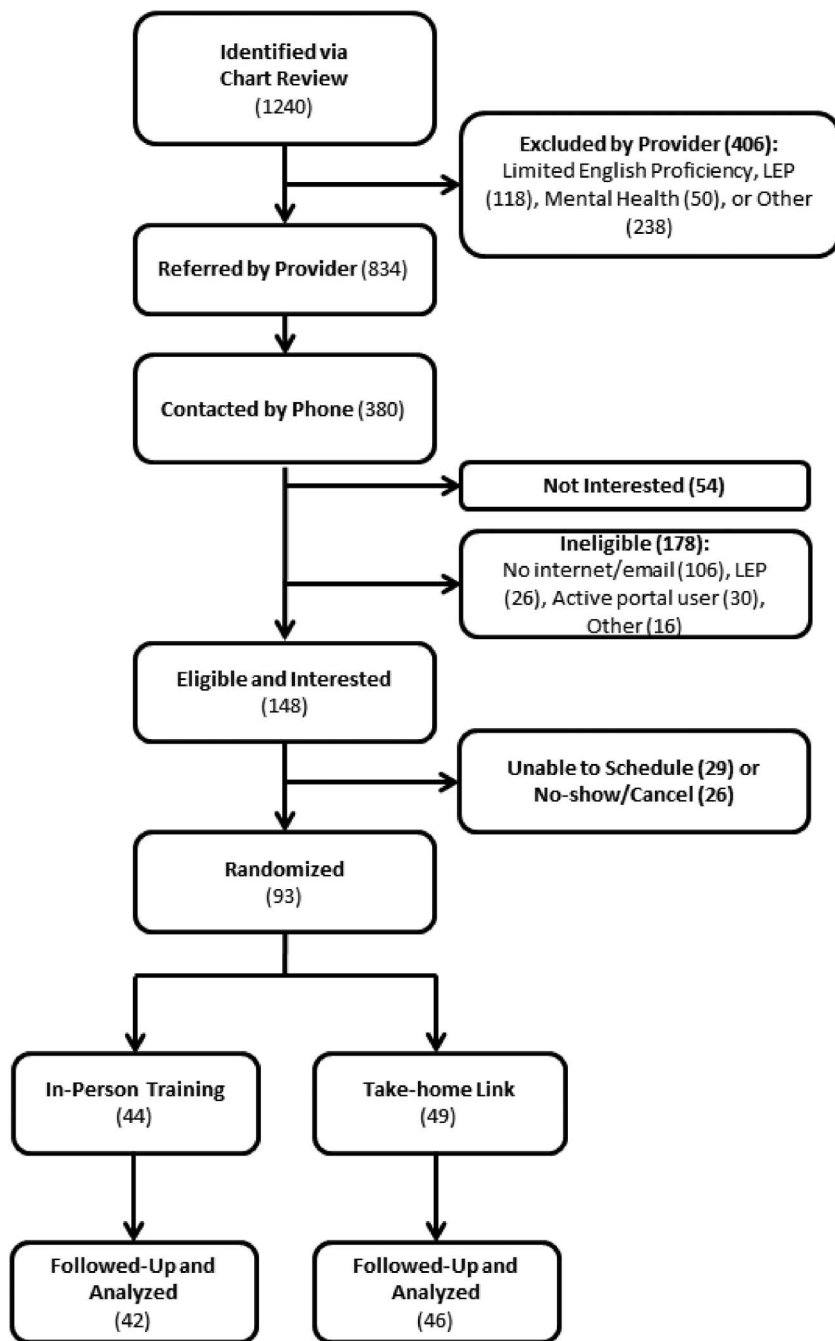 Identified via
Chart Review
(1240)
Excluded by Provider (406):
Limited English Proficiency, LEP
(118), Mental Health (50), or Other
(238)
Referred by Provider (834)
Contacted by Phone (380)
Not Interested (54)
Ineligible (178):
No internet/email (106), LEP
(26), Active portal user (30),
Other (16)
Eligible and Interested
(148)
Unable to Schedule (29) or
No-show/Cancel (26)
Randomized
(93)
In-Person Training
(44)
Take-home Link
(49)
Followed-Up and
Analyzed
(42)
Followed-Up and
Analyzed
(46)